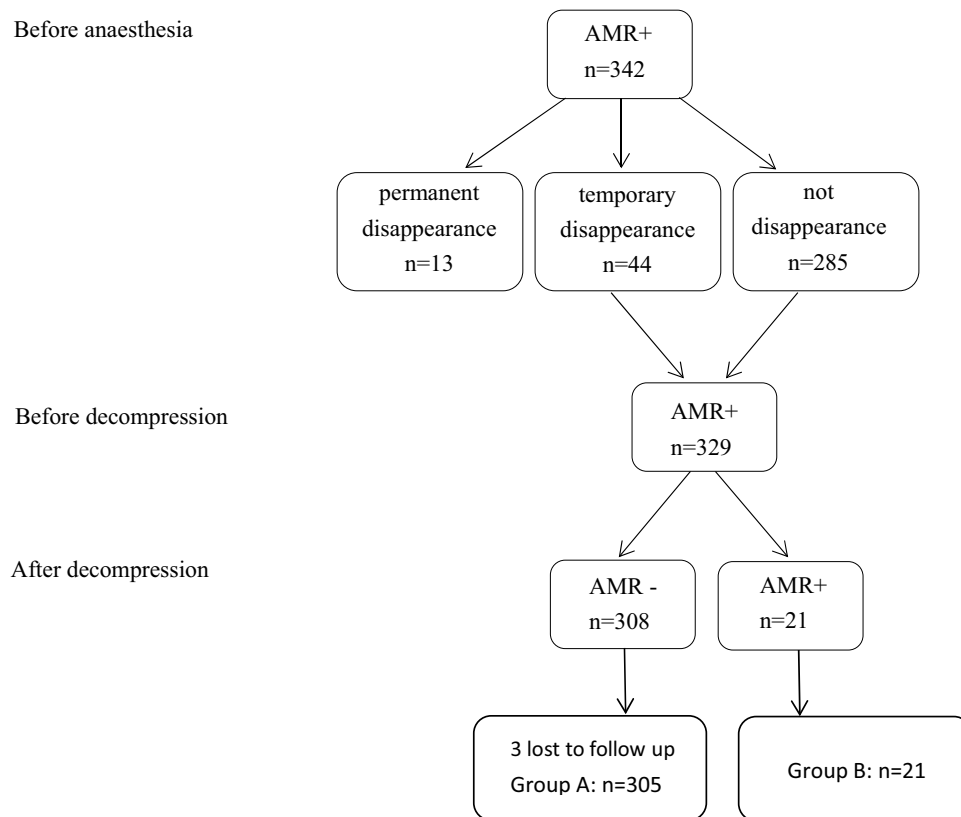 Before anaesthesia
AMR+
n=342
permanent
disappearance
n=13
temporary
disappearance
n=44
not
disappearance
n=285
Before decompression
AMR+
n=329
After decompression
AMR -
n=308
AMR+
n=21
3 lost to follow up
Group A: n=305
Group B: n=21